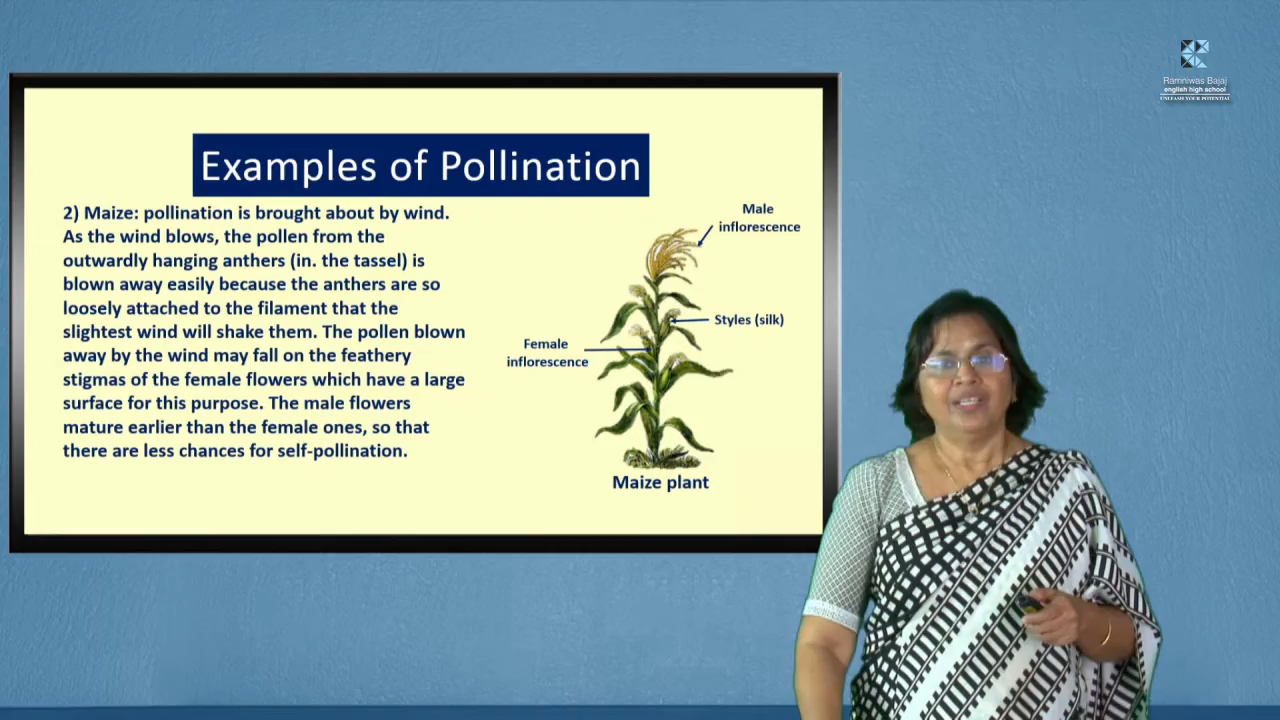 Ramniwas Bajaj
english high school
UNLEASH YOUR POTENTIAL
Examples of Pollination
2) Maize: pollination is brought about by wind.
As the wind blows, the pollen from the
outwardly hanging anthers (in. the tassel) is
blown away easily because the anthers are so
loosely attached to the filament that the
slightest wind will shake them. The pollen blown
away by the wind may fall on the feathery
stigmas of the female flowers which have a large
surface for this purpose. The male flowers
mature earlier than the female ones, so that
there are less chances for self-pollination.
Male
inflorescence
Styles (silk)
Female
inflorescence
Maize plant